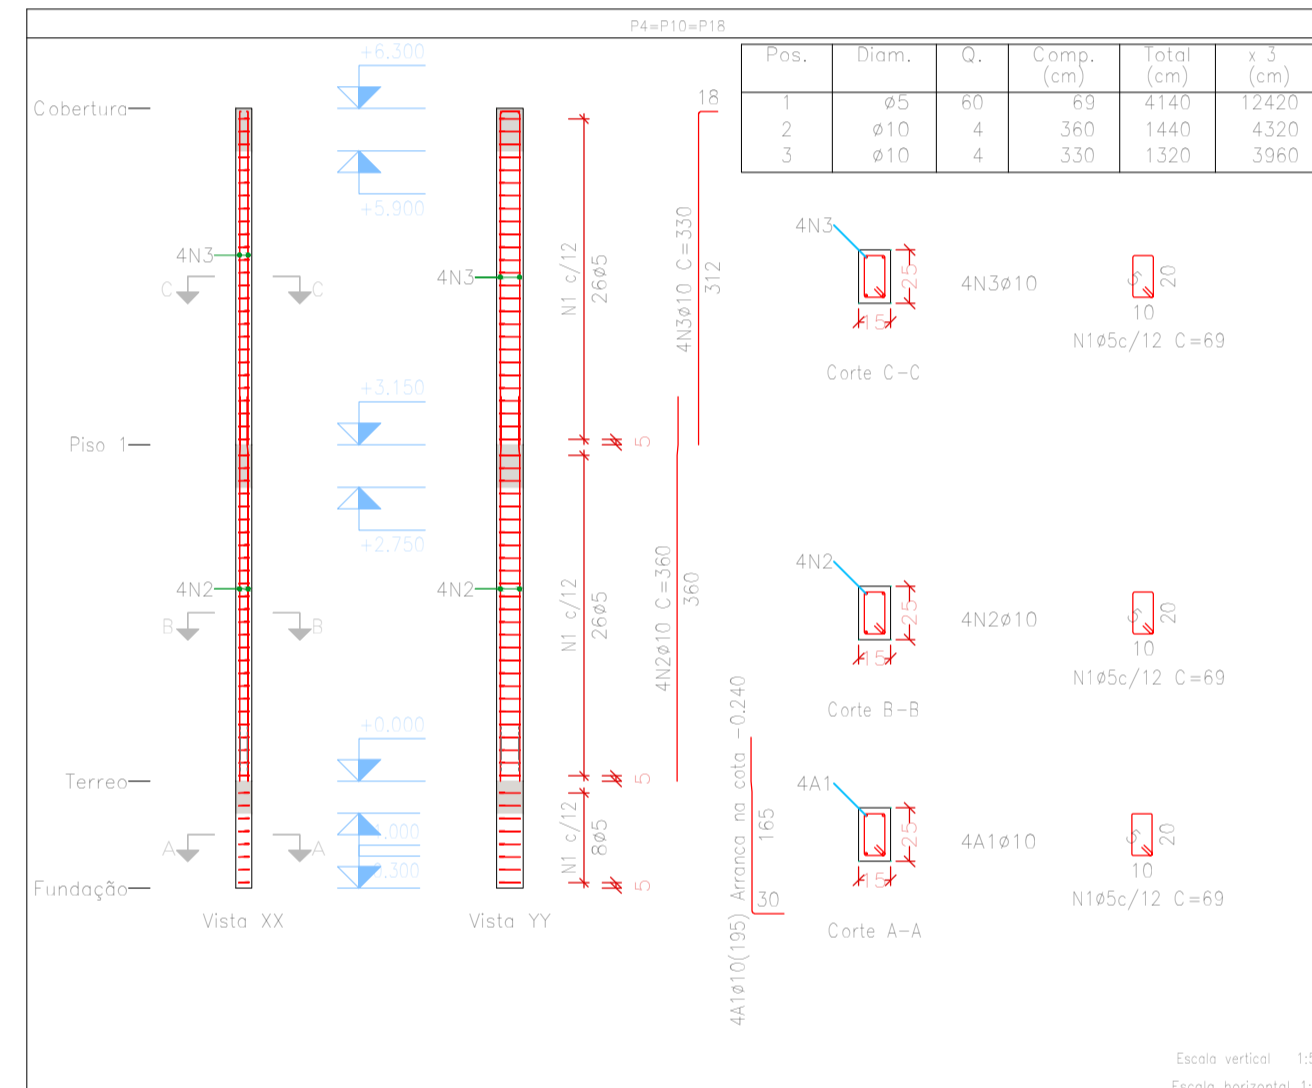 P4=P10=P18
Pos. Diam. Q. Comp. (cm) Total (cm) x 3 (cm)
1 ø5 60 69 4140 12420
2 ø10 4 360 1440 4320
3 ø10 4 330 1320 3960
Cobertura
+6.300
+5.900
4N3
C C
4N3
N1 c/12
26ø5
4N3ø10 C=330
312
18
4N3
25
15
4N3ø10
5
20
10
N1ø5c/12 C=69
Corte C-C
Piso 1
+3.150
+2.750
5
4N2
B B
4N2
N1 c/12
26ø5
4N2ø10 C=360
360
4N2
25
15
4N2ø10
5
20
10
N1ø5c/12 C=69
Corte B-B
Terreo
+0.000
5
A A
N1 c/12
8ø5
5
4A1ø10(195) Arranca na cota -0.240
165
30
4A1
25
15
4A1ø10
5
20
10
N1ø5c/12 C=69
Corte A-A
Fundação
Vista XX
Vista YY
Escala vertical
Escala horizontal